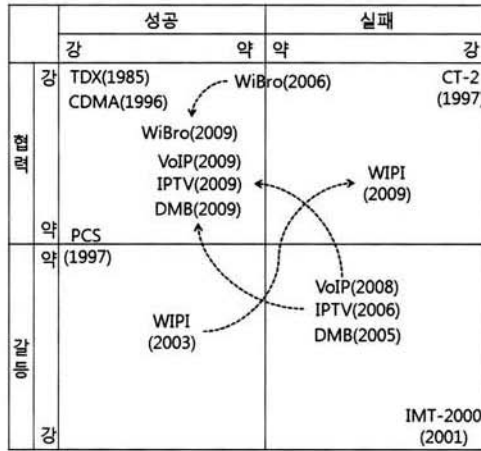 성공 실패
강 약 약 강
협력
강
TDX(1985)
CDMA(1996)
WiBro(2006)
CT-2
(1997)
WiBro(2009)
VoIP(2009)
IPTV(2009)
DMB(2009)
WIPI
(2009)
약
PCS
(1997)
갈등
약
VoIP(2008)
IPTV(2006)
DMB(2005)
WIPI
(2003)
강
IMT-2000
(2001)